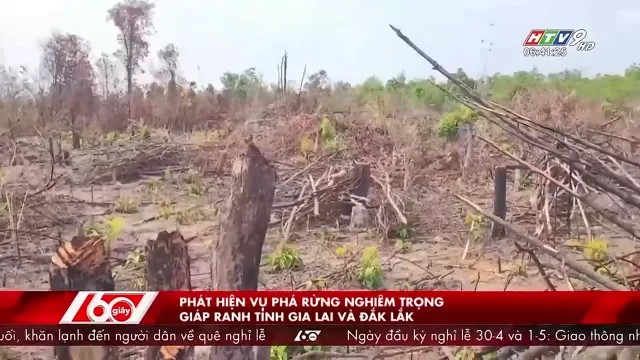 HTV9 HD
06:41:25
60 giây
PHÁT HIỆN VỤ PHÁ RỪNG NGHIÊM TRỌNG
GIÁP RANH TỈNH GIA LAI VÀ ĐẮK LẮK
uối, khăn lạnh đến người dân về quê nghỉ lễ Ngày đầu kỳ nghỉ lễ 30-4 và 1-5: Giao thông